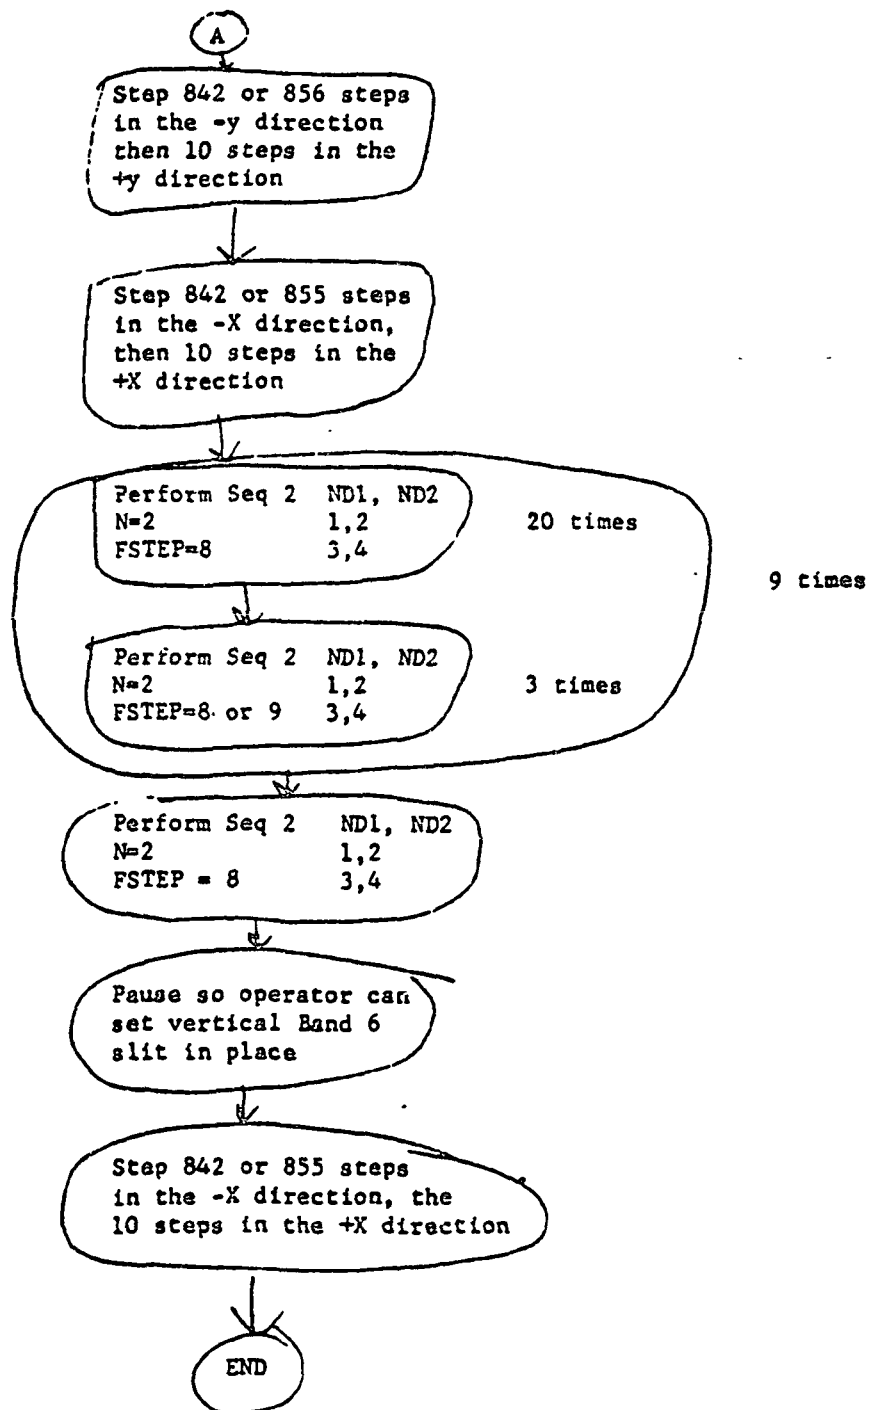 A
Step 842 or 856 steps
in the -y direction
then 10 steps in the
+y direction
Step 842 or 855 steps
in the -X direction,
then 10 steps in the
+X direction
Perform Seq 2 ND1, ND2
N=2 1,2 20 times
FSTEP=8 3,4
9 times
Perform Seq 2 ND1, ND2
N=2 1,2 3 times
FSTEP=8 or 9 3,4
Perform Seq 2 ND1, ND2
N=2 1,2
FSTEP = 8 3,4
Pause so operator can
set vertical Band 6
slit in place
Step 842 or 855 steps
in the -X direction, the
10 steps in the +X direction
END